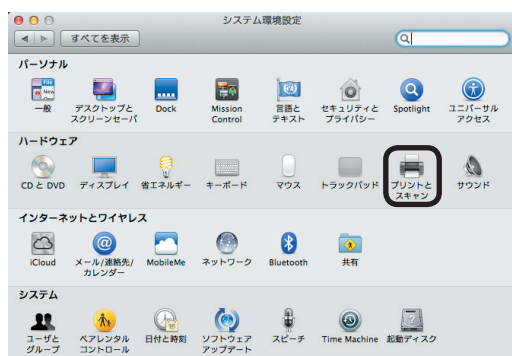 システム環境設定
すべてを表示
パーソナル
一般
デスクトップと
スクリーンセーバ
Dock
Mission
Control
言語と
テキスト
セキュリティと
プライバシー
Spotlight
ユニバーサル
アクセス
ハードウェア
CD と DVD
ディスプレイ
省エネルギー
キーボード
マウス
トラックパッド
プリントと
スキャン
サウンド
インターネットとワイヤレス
iCloud
メール/連絡先/
カレンダー
MobileMe
ネットワーク
Bluetooth
共有
システム
ユーザと
グループ
ペアレンタル
コントロール
日付と時刻
ソフトウェア
アップデート
スピーチ
Time Machine
起動ディスク